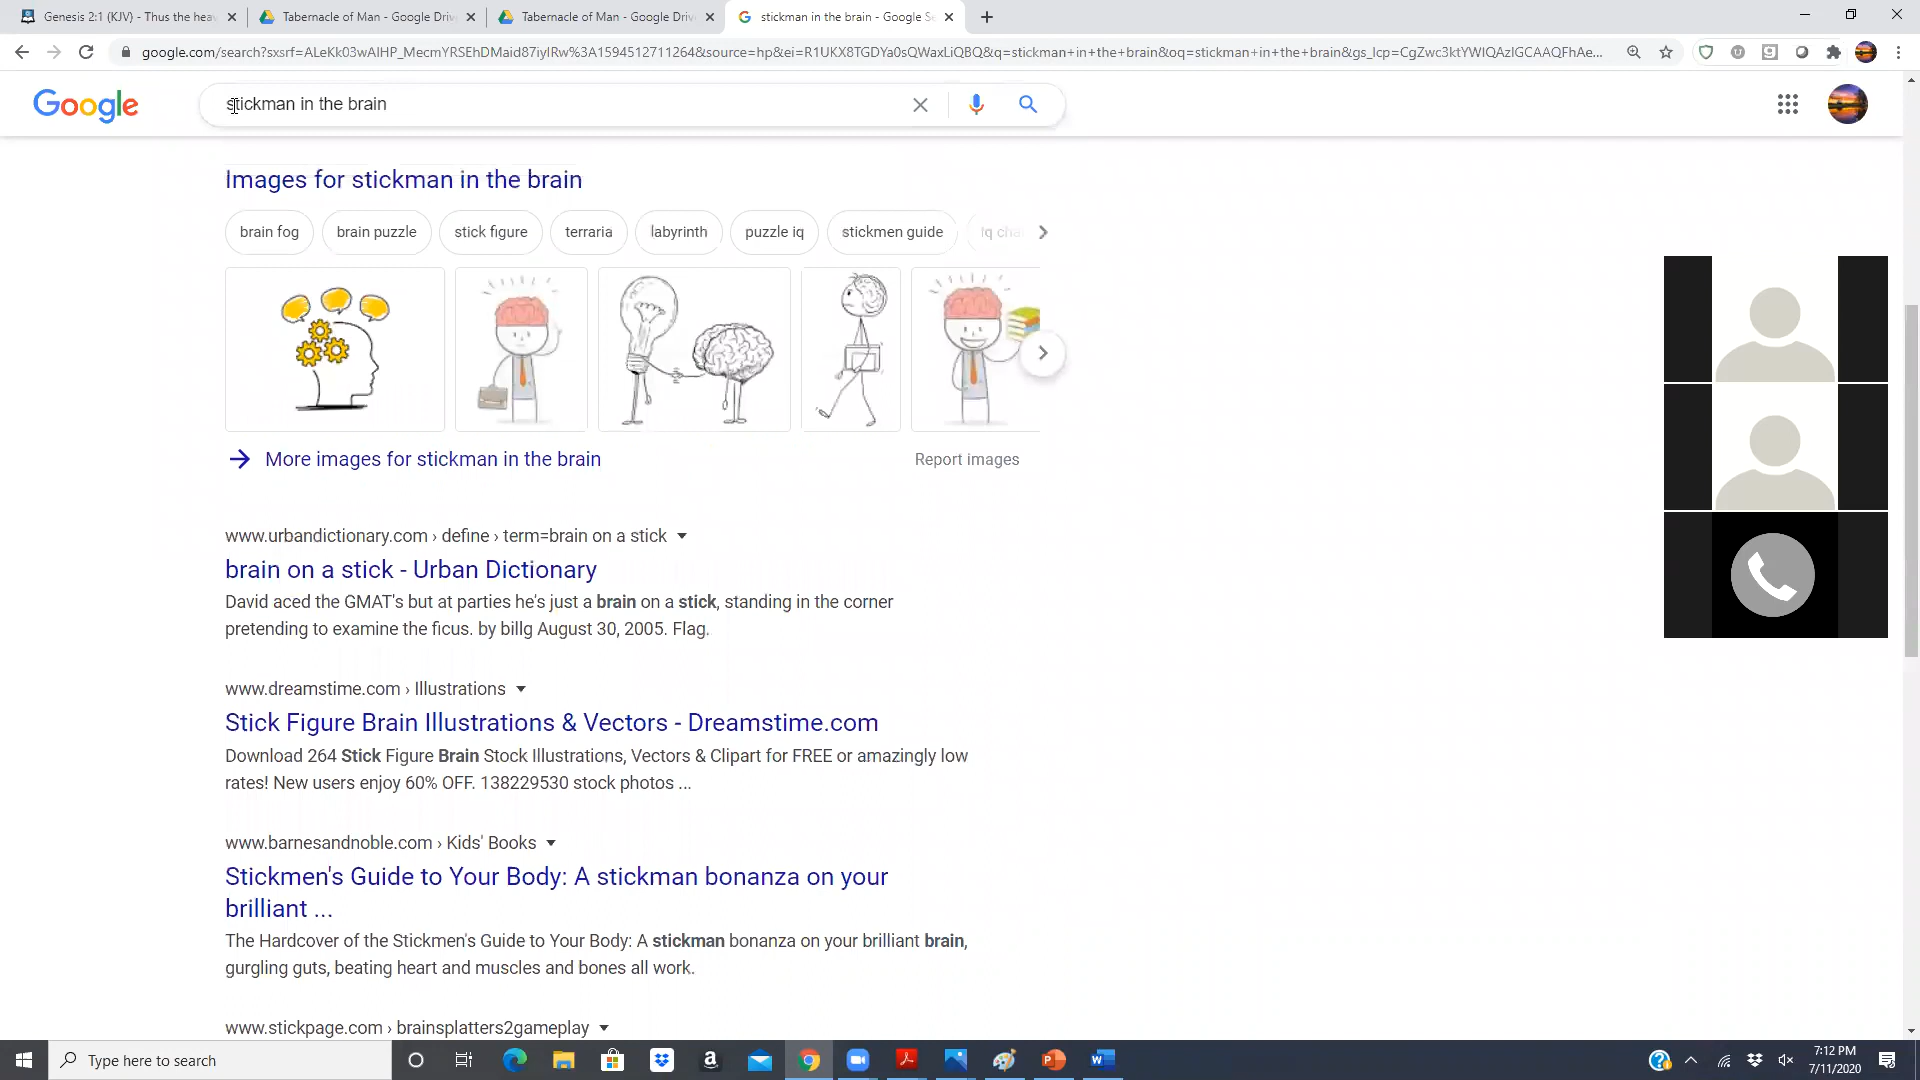 Genesis 2:1 (KJV) - Thus the hea
Tabernacle of Man - Google Driv
Tabernacle of Man - Google Driv
stickman in the brain - Google Se
google.com/search?sxsrf=ALeKk03wAIHP_MecmYRSEhDMaid87iyIRw%3A1594512711264&source=hp&ei=R1UKX8TGDYa0sQWaxLiQBQ&q=stickman+in+the+brain&oq=stickman+in+the+brain&gs_lcp=CgZwc3ktYWIQAzIGCAAQFhAe...
Google
stickman in the brain
Images for stickman in the brain
brain fog
brain puzzle
stick figure
terraria
labyrinth
puzzle iq
stickmen guide
iq cha
More images for stickman in the brain
Report images
www.urbandictionary.com › define › term=brain on a stick
brain on a stick - Urban Dictionary
David aced the GMAT's but at parties he's just a brain on a stick, standing in the corner
pretending to examine the ficus. by billg August 30, 2005. Flag.
www.dreamstime.com › Illustrations
Stick Figure Brain Illustrations & Vectors - Dreamstime.com
Download 264 Stick Figure Brain Stock Illustrations, Vectors & Clipart for FREE or amazingly low
rates! New users enjoy 60% OFF. 138229530 stock photos ...
www.barnesandnoble.com › Kids' Books
Stickmen's Guide to Your Body: A stickman bonanza on your
brilliant ...
The Hardcover of the Stickmen's Guide to Your Body: A stickman bonanza on your brilliant brain,
gurgling guts, beating heart and muscles and bones all work.
www.stickpage.com › brainsplatters2gameplay
Type here to search
7:12 PM
7/11/2020